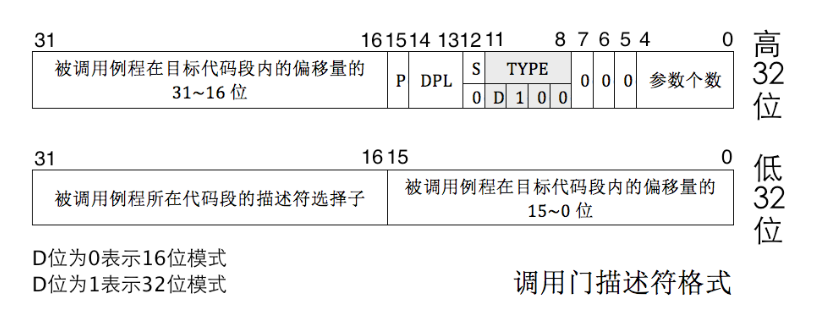 31 16 15 14 13 12 11 8 7 6 5 4 0
被调用例程在目标代码段内的偏移量的
31~16 位
P DPL S TYPE 0 0 0 参数个数
0 D 1 0 0
高32位
31 16 15 0
被调用例程所在代码段的描述符选择子
被调用例程在目标代码段内的偏移量的
15~0 位
低32位
D位为0表示16位模式
D位为1表示32位模式
调用门描述符格式